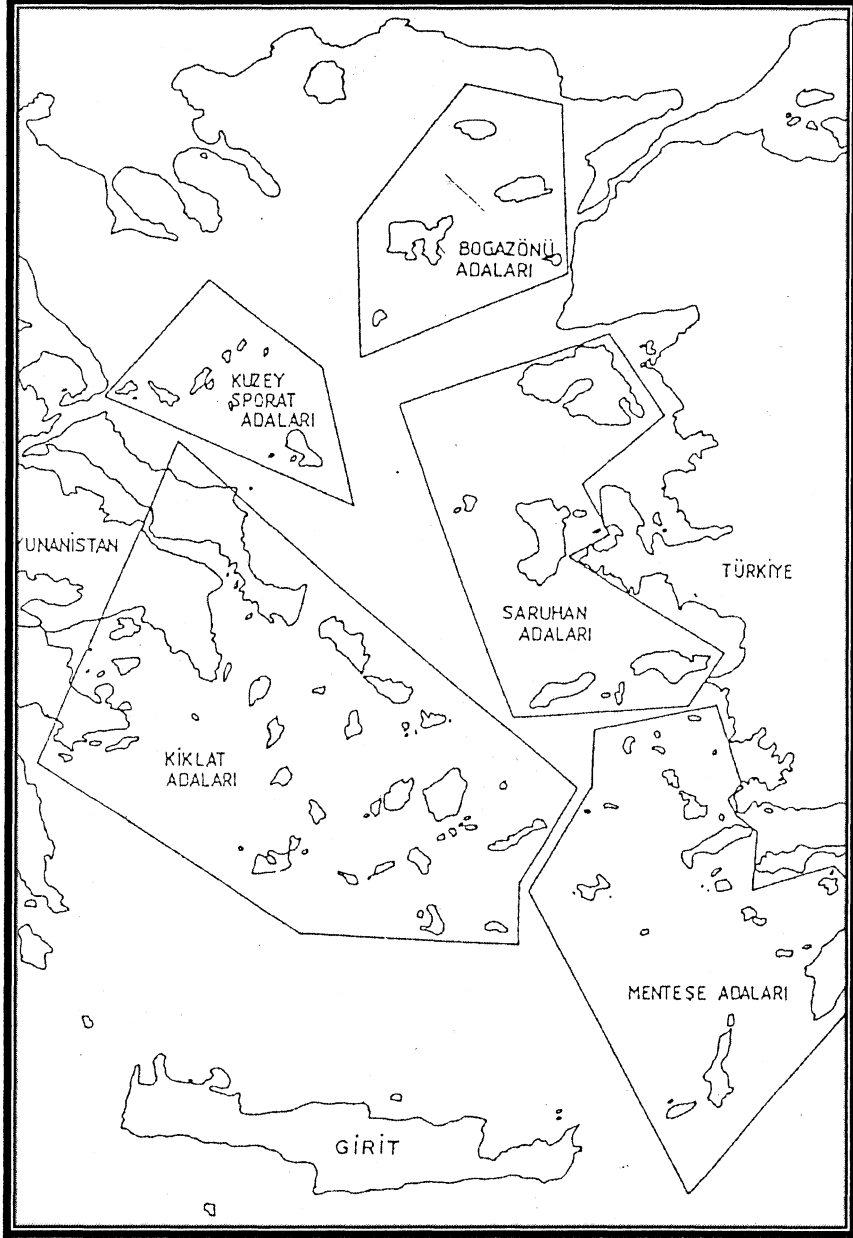 BOGAZÖNÜ
ADALARI
KUZEY
SPORAT
ADALARI
YUNANİSTAN
TÜRKİYE
SARUHAN
ADALARI
KİKLAT
ADALARI
MENTEŞE ADALARI
GİRİT